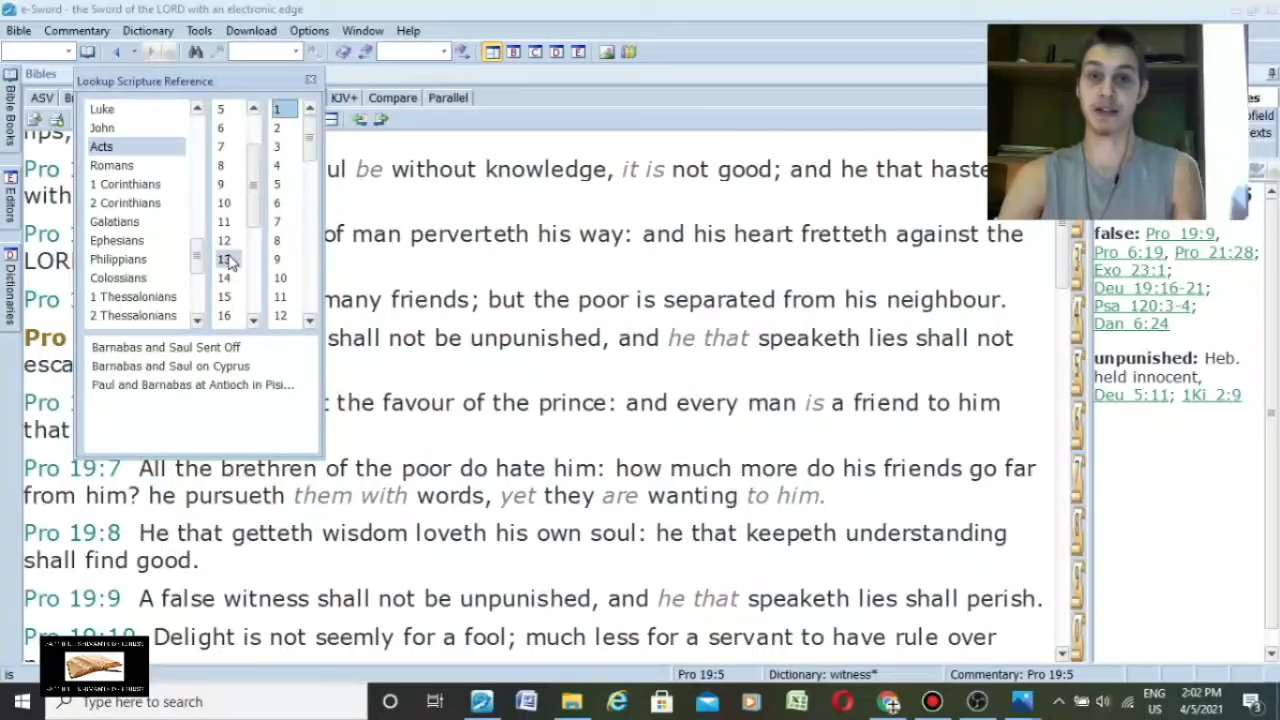 e-Sword - the Sword of the LORD with an electronic edge
Bible Commentary Dictionary Tools Download Options Window Help
Bibles
Lookup Scripture Reference
ASV KJV+ Compare Parallel
Bible Books
Editors
Dictionaries
Luke 5 1
John 6 2
Acts 7 3
Romans 8 4
1 Corinthians 9 5
2 Corinthians 10 6
Galatians 11 7
Ephesians 12 8
Philippians 13 9
Colossians 14 10
1 Thessalonians 15 11
2 Thessalonians 16 12
Barnabas and Saul Sent Off
Barnabas and Saul on Cyprus
Paul and Barnabas at Antioch in Pisi...
Pro be without knowledge, it is not good; and he that haste
with
Pro of man perverteth his way: and his heart fretteth against the
LOR
Pro many friends; but the poor is separated from his neighbour.
Pro shall not be unpunished, and he that speaketh lies shall not
esca
Pro the favour of the prince: and every man is a friend to him
that
Pro 19:7 All the brethren of the poor do hate him: how much more do his friends go far
from him? he pursueth them with words, yet they are wanting to him.
Pro 19:8 He that getteth wisdom loveth his own soul: he that keepeth understanding
shall find good.
Pro 19:9 A false witness shall not be unpunished, and he that speaketh lies shall perish.
Pro 19:10 Delight is not seemly for a fool; much less for a servant to have rule over
false: Pro 19:9,
Pro 6:19, Pro 21:28;
Exo 23:1;
Deu 19:16-21;
Psa 120:3-4;
Dan 6:24
unpunished: Heb.
held innocent,
Deu 5:11; 1Ki 2:9
is Pro 19:5 Dictionary: witness* Commentary: Pro 19:5
Type here to search
ENG
US
2:02 PM
4/5/2021
3